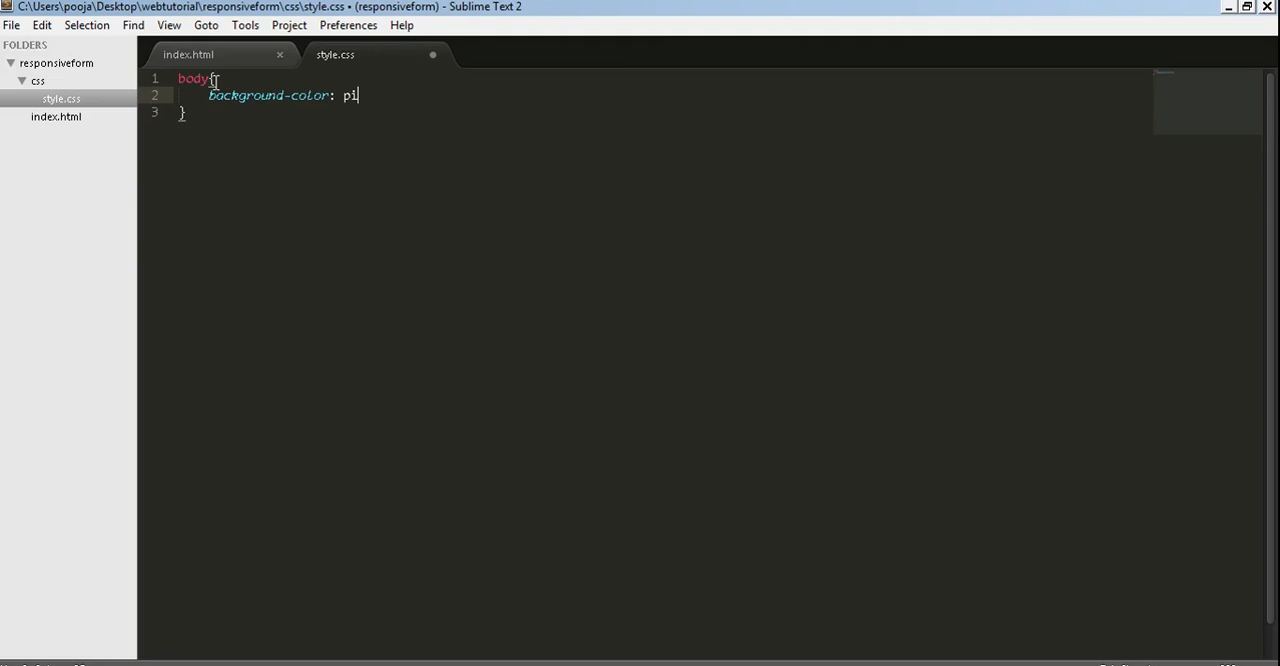 C:\Users\pooja\Desktop\webtutorial\responsiveform\css\style.css • (responsiveform) - Sublime Text 2
File Edit Selection Find View Goto Tools Project Preferences Help
FOLDERS
responsiveform
css
style.css
index.html
index.html × style.css
1 body{
2 background-color: pi
3 }